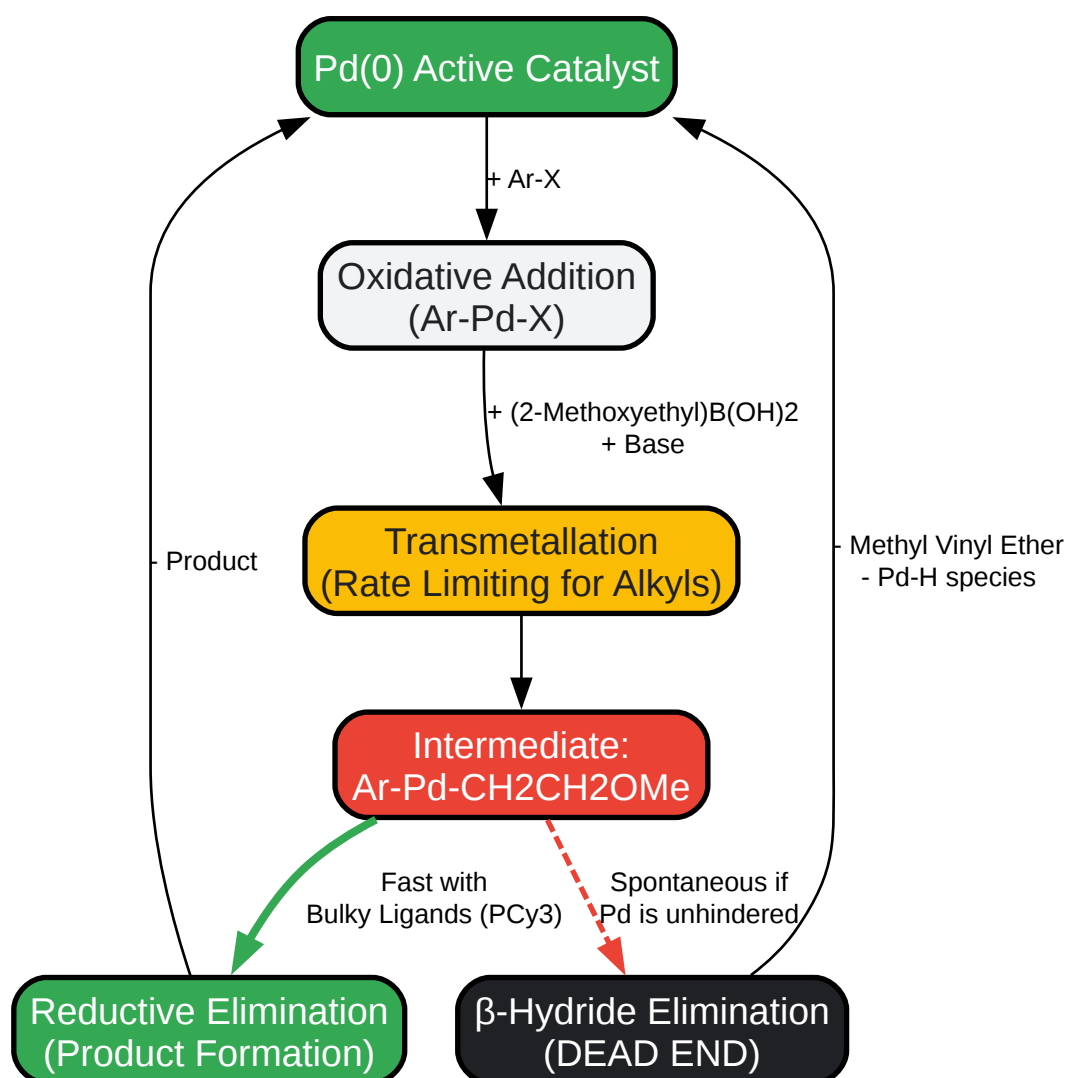 Pd(0) Active Catalyst
+ Ar-X
Oxidative Addition
(Ar-Pd-X)
+ (2-Methoxyethyl)B(OH)2
+ Base
Transmetallation
(Rate Limiting for Alkyls)
- Product
- Methyl Vinyl Ether
- Pd-H species
Intermediate:
Ar-Pd-CH2CH2OMe
Fast with
Bulky Ligands (PCy3)
Spontaneous if
Pd is unhindered
Reductive Elimination
(Product Formation)
β-Hydride Elimination
(DEAD END)